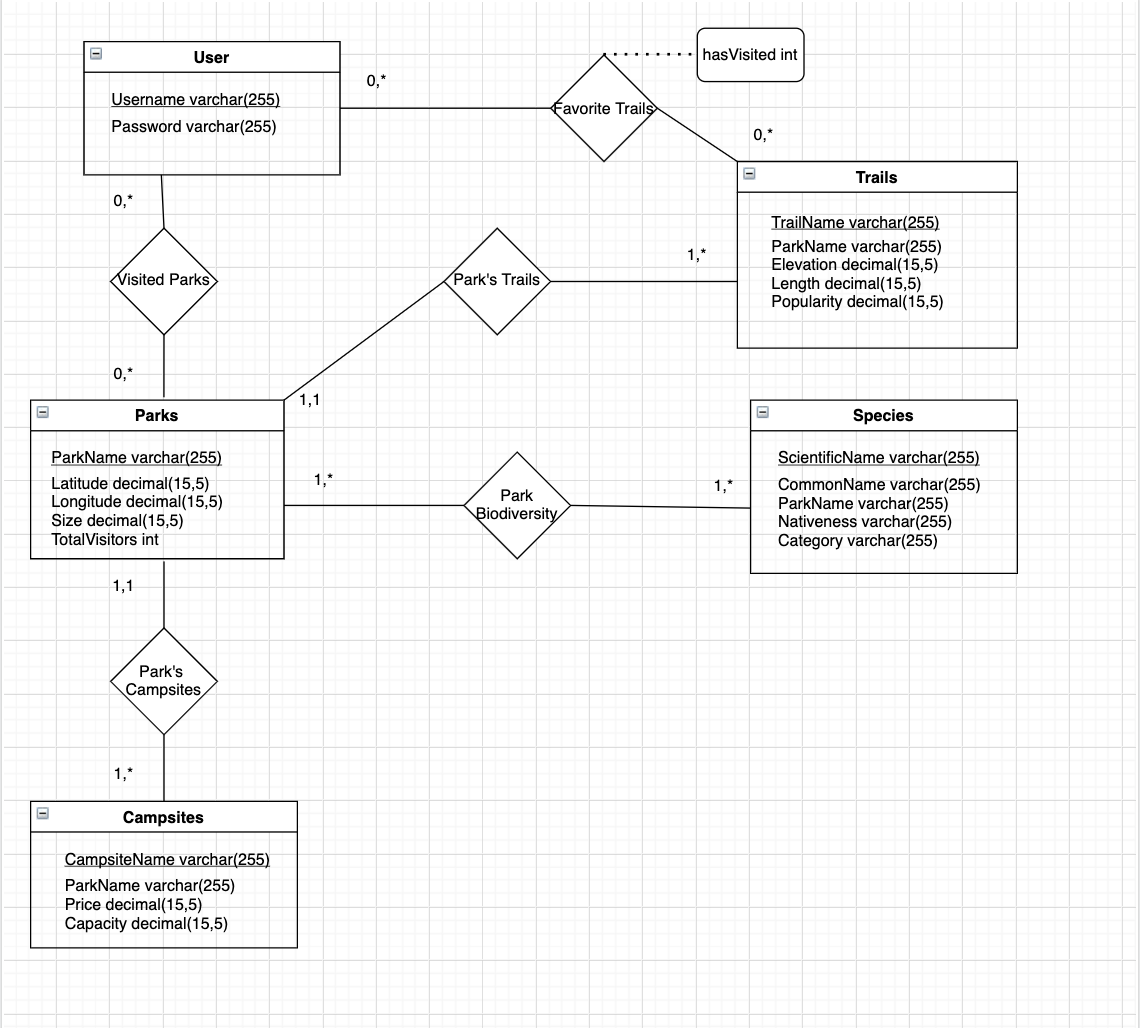 hasVisited int
User
0,*
Username varchar(255)
Password varchar(255)
Favorite Trails
0,*
Trails
0,*
TrailName varchar(255)
ParkName varchar(255)
Elevation decimal(15,5)
Length decimal(15,5)
Popularity decimal(15,5)
Visited Parks
Park's Trails
1,*
0,*
1,1
Parks
ParkName varchar(255)
Latitude decimal(15,5)
Longitude decimal(15,5)
Size decimal(15,5)
TotalVisitors int
1,*
Park
Biodiversity
1,*
Species
ScientificName varchar(255)
CommonName varchar(255)
ParkName varchar(255)
Nativeness varchar(255)
Category varchar(255)
1,1
Park's
Campsites
1,*
Campsites
CampsiteName varchar(255)
ParkName varchar(255)
Price decimal(15,5)
Capacity decimal(15,5)